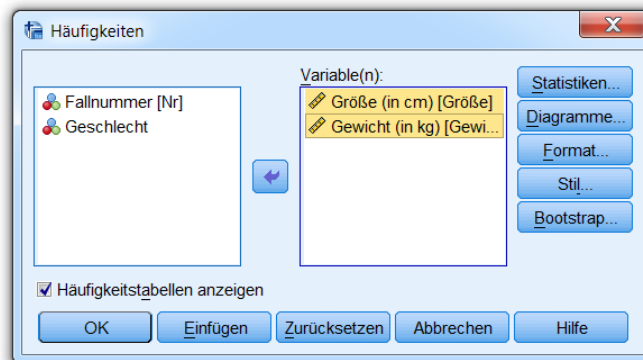 Häufigkeiten
Variable(n):
Fallnummer [Nr]
Geschlecht
Größe (in cm) [Größe]
Gewicht (in kg) [Gewi...
Statistiken...
Diagramme...
Format...
Stil...
Bootstrap...
Häufigkeitstabellen anzeigen
OK Einfügen Zurücksetzen Abbrechen Hilfe